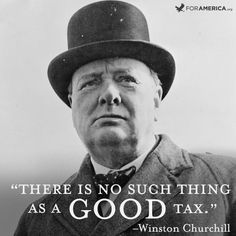 FORAMERICA.org
“THERE IS NO SUCH THING
AS A GOOD TAX.”
–Winston Churchill